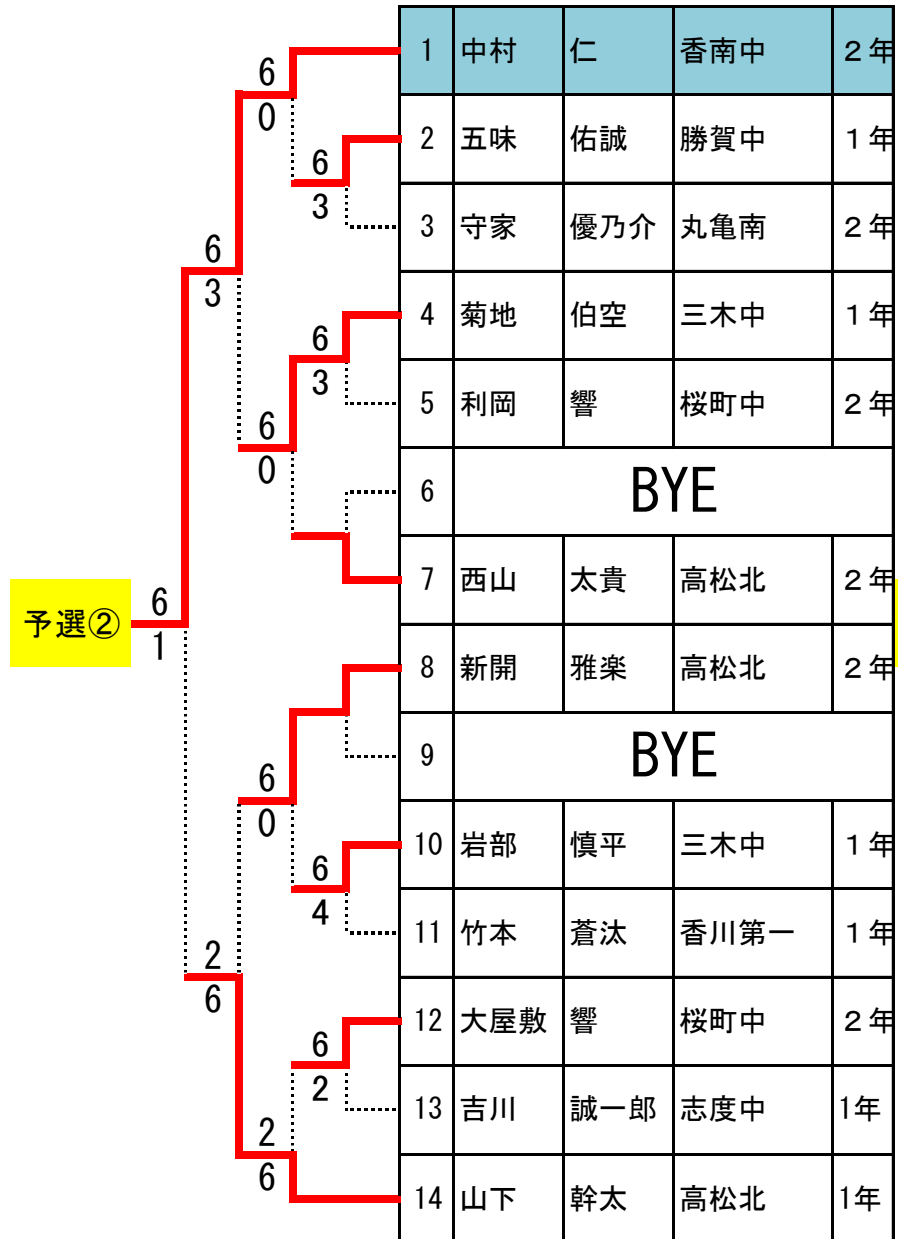 1 中村 仁 香南中 2年
6
0
2 五味 佑誠 勝賀中 1年
6
3
3 守家 優乃介 丸亀南 2年
6
3
4 菊地 伯空 三木中 1年
6
3
5 利岡 響 桜町中 2年
6
0
6 BYE
7 西山 太貴 高松北 2年
予選② 6
1
8 新開 雅楽 高松北 2年
9 BYE
6
0
10 岩部 慎平 三木中 1年
6
4
11 竹本 蒼汰 香川第一 1年
2
6
12 大屋敷 響 桜町中 2年
6
2
13 吉川 誠一郎 志度中 1年
2
6
14 山下 幹太 高松北 1年